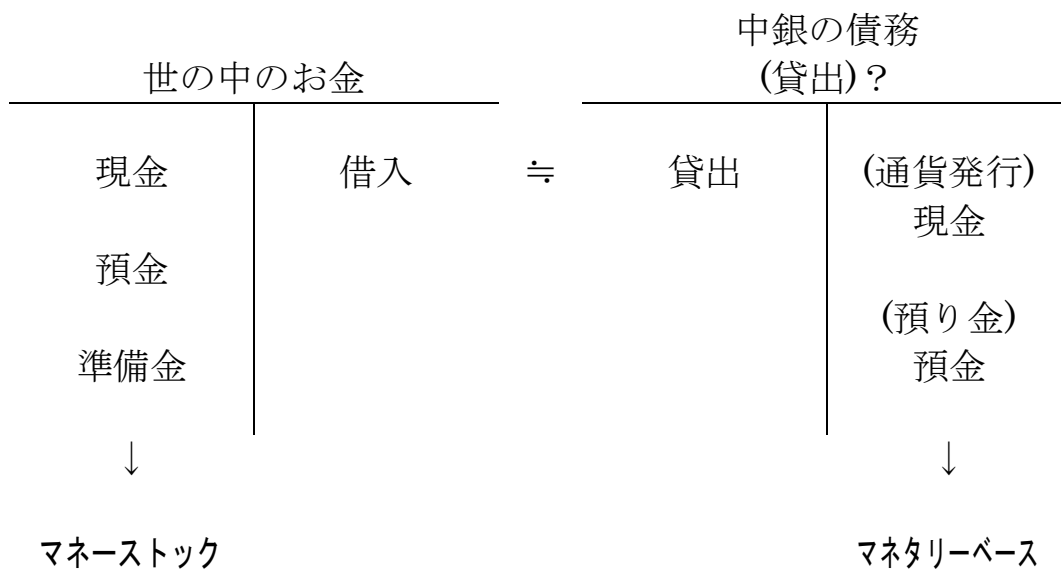 世の中のお金
中銀の債務
(貸出)？
現金 借入 ≒ 貸出 (通貨発行)
現金
預金
(預り金)
準備金 預金
↓ ↓
マネーストック マネタリーベース